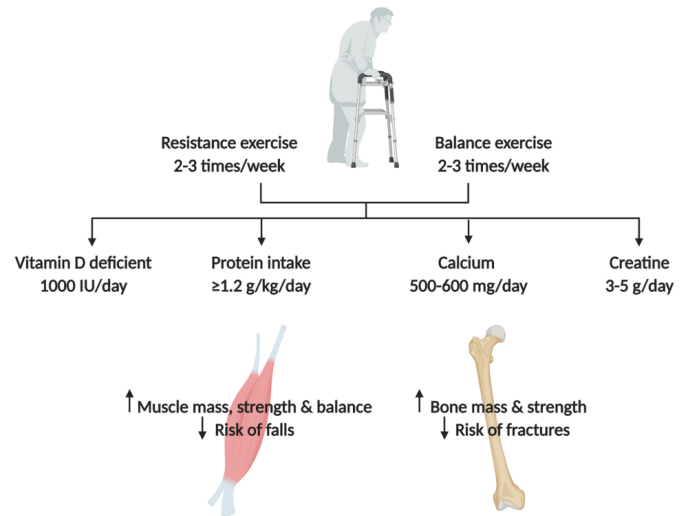 Resistance exercise
2-3 times/week
Balance exercise
2-3 times/week
Vitamin D deficient
1000 IU/day
Protein intake
≥1.2 g/kg/day
Calcium
500-600 mg/day
Creatine
3-5 g/day
Muscle mass, strength & balance
Risk of falls
Bone mass & strength
Risk of fractures